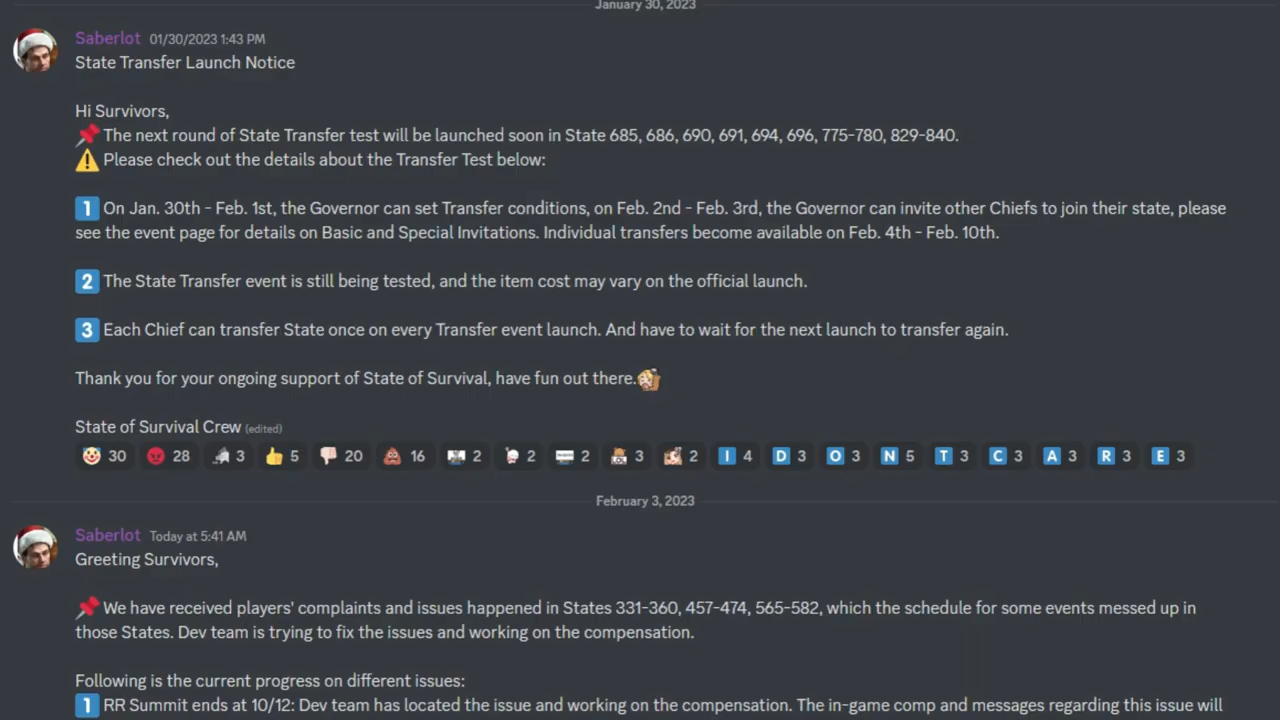 January 30, 2023
Saberlot 01/30/2023 1:43 PM
State Transfer Launch Notice
Hi Survivors,
📌 The next round of State Transfer test will be launched soon in State 685, 686, 690, 691, 694, 696, 775-780, 829-840.
⚠️ Please check out the details about the Transfer Test below:
1 On Jan. 30th - Feb. 1st, the Governor can set Transfer conditions, on Feb. 2nd - Feb. 3rd, the Governor can invite other Chiefs to join their state, please
see the event page for details on Basic and Special Invitations. Individual transfers become available on Feb. 4th - Feb. 10th.
2 The State Transfer event is still being tested, and the item cost may vary on the official launch.
3 Each Chief can transfer State once on every Transfer event launch. And have to wait for the next launch to transfer again.
Thank you for your ongoing support of State of Survival, have fun out there.
State of Survival Crew (edited)
30 28 3 5 20 16 2 2 2 3 2 I 4 D 3 O 3 N 5 T 3 C 3 A 3 R 3 E 3
February 3, 2023
Saberlot Today at 5:41 AM
Greeting Survivors,
📌 We have received players' complaints and issues happened in States 331-360, 457-474, 565-582, which the schedule for some events messed up in
those States. Dev team is trying to fix the issues and working on the compensation.
Following is the current progress on different issues:
1 RR Summit ends at 10/12: Dev team has located the issue and working on the compensation. The in-game comp and messages regarding this issue will